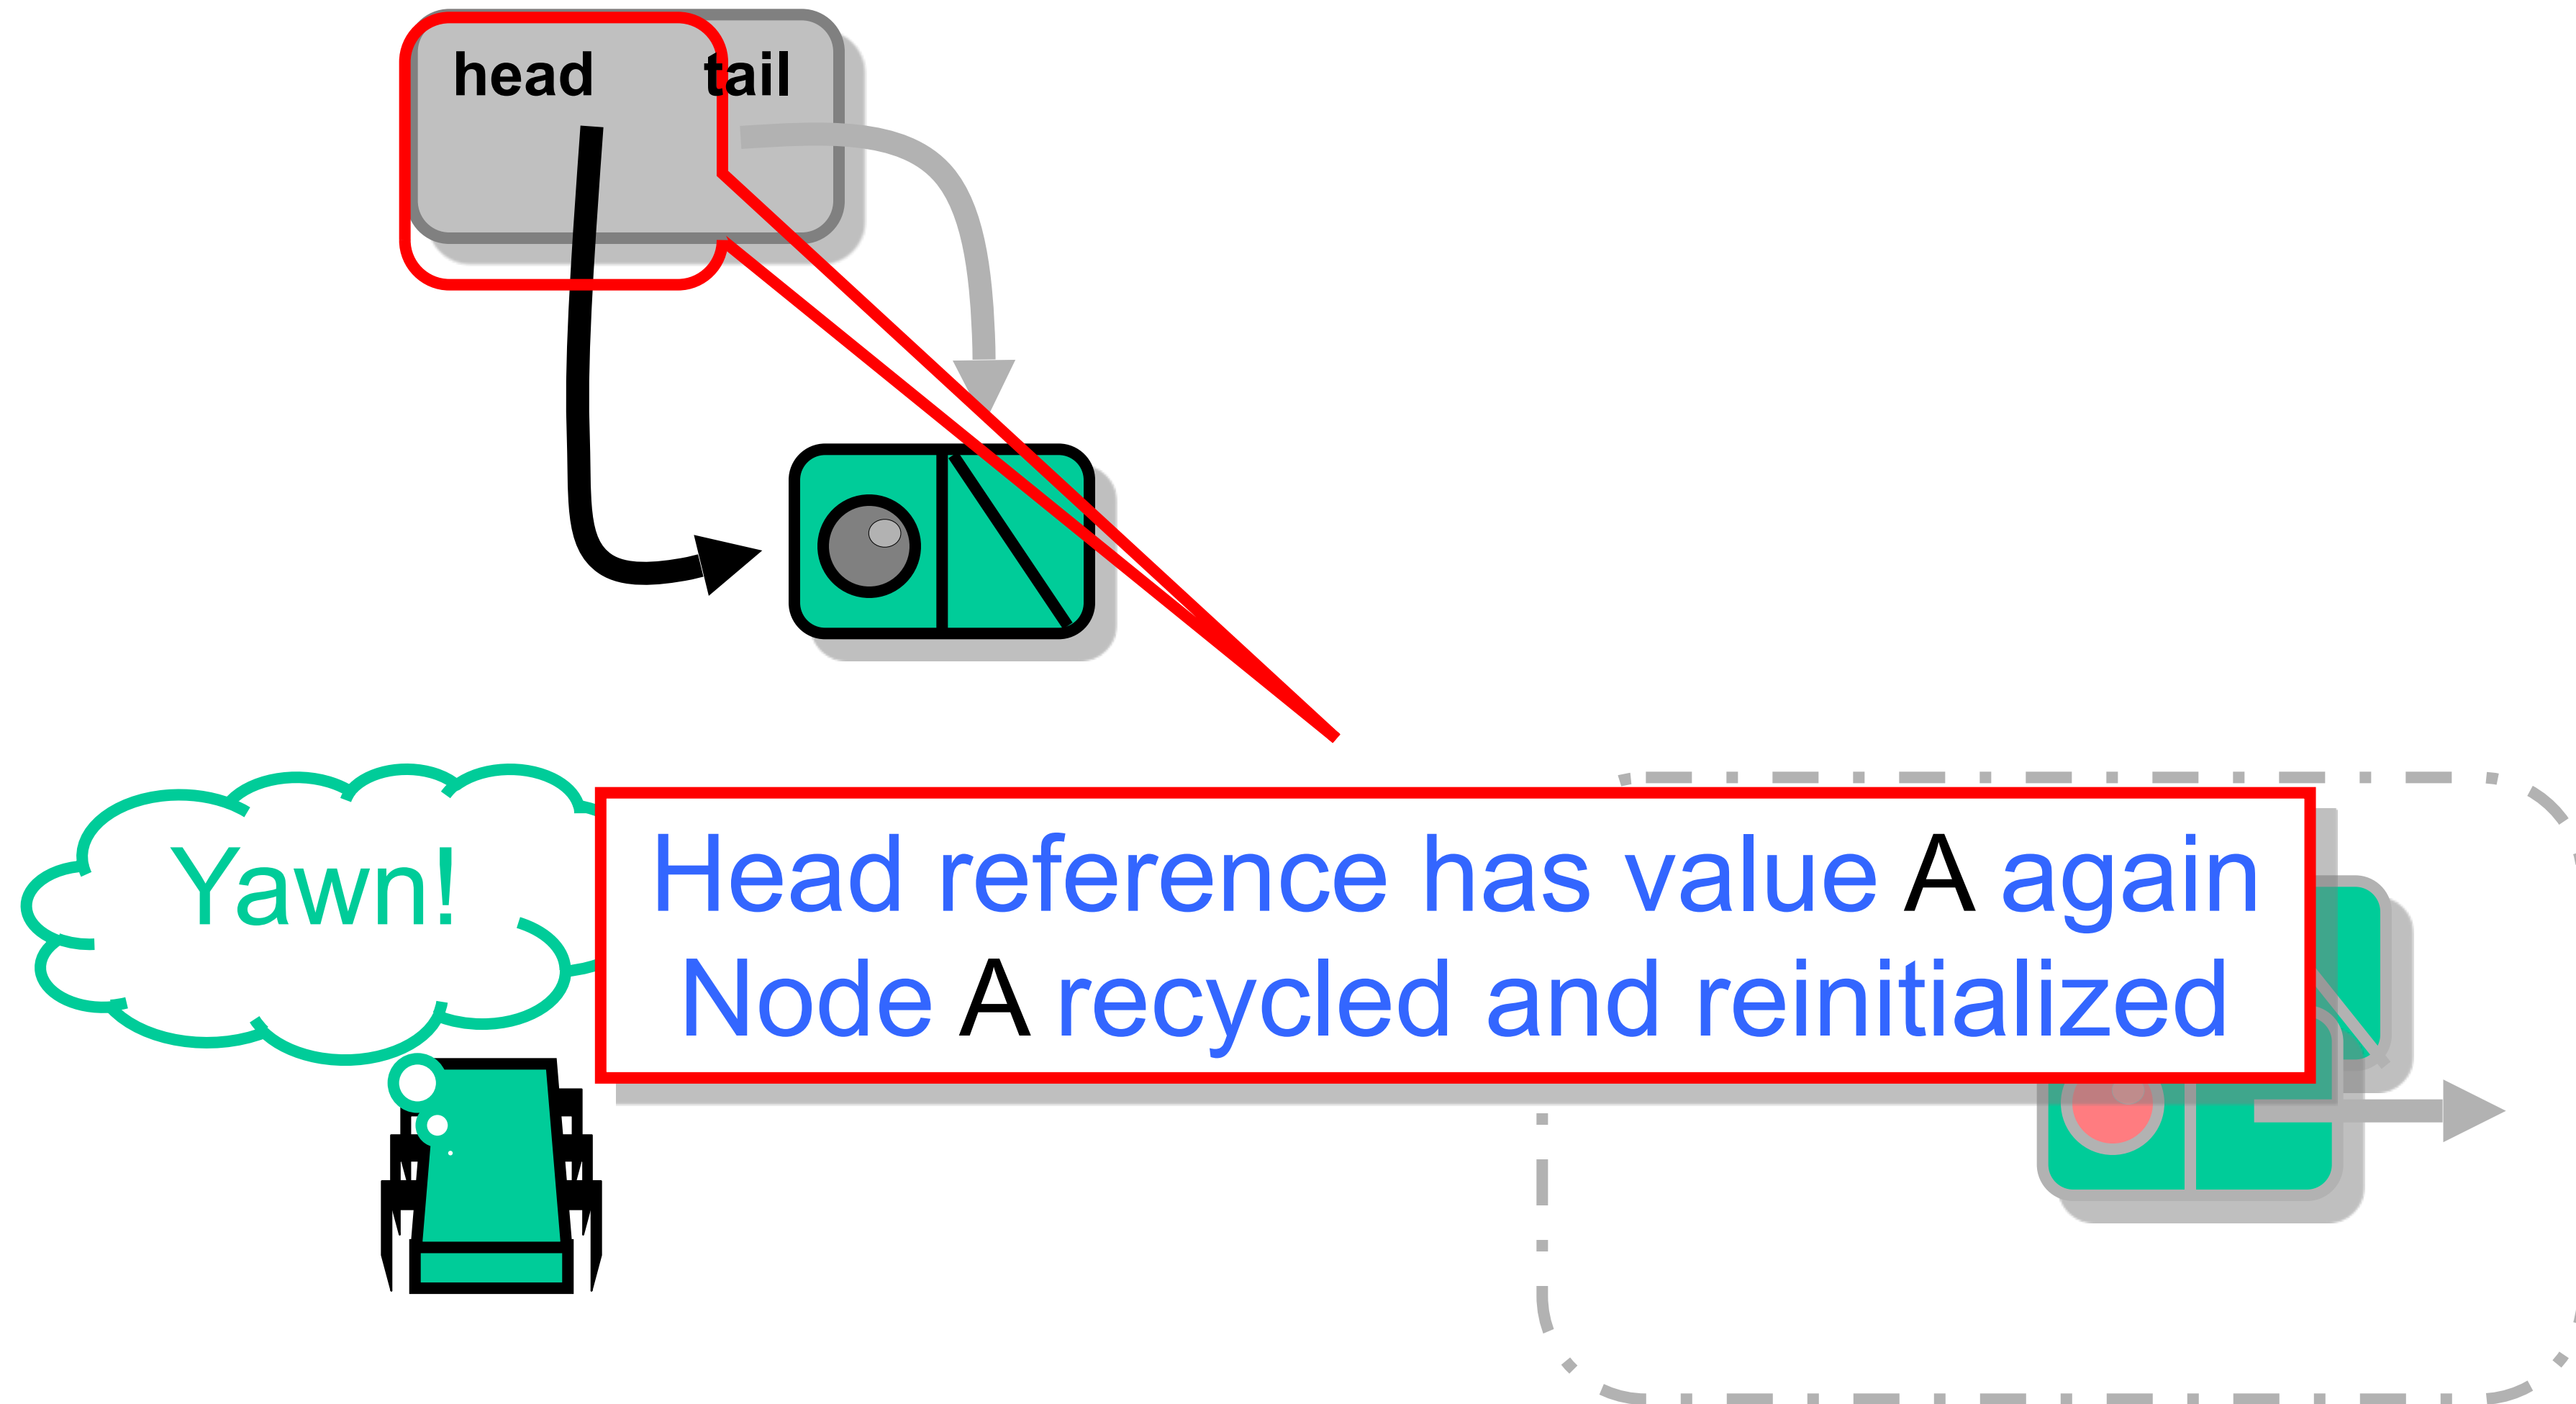 head tail
Yawn!
Head reference has value A again
Node A recycled and reinitialized